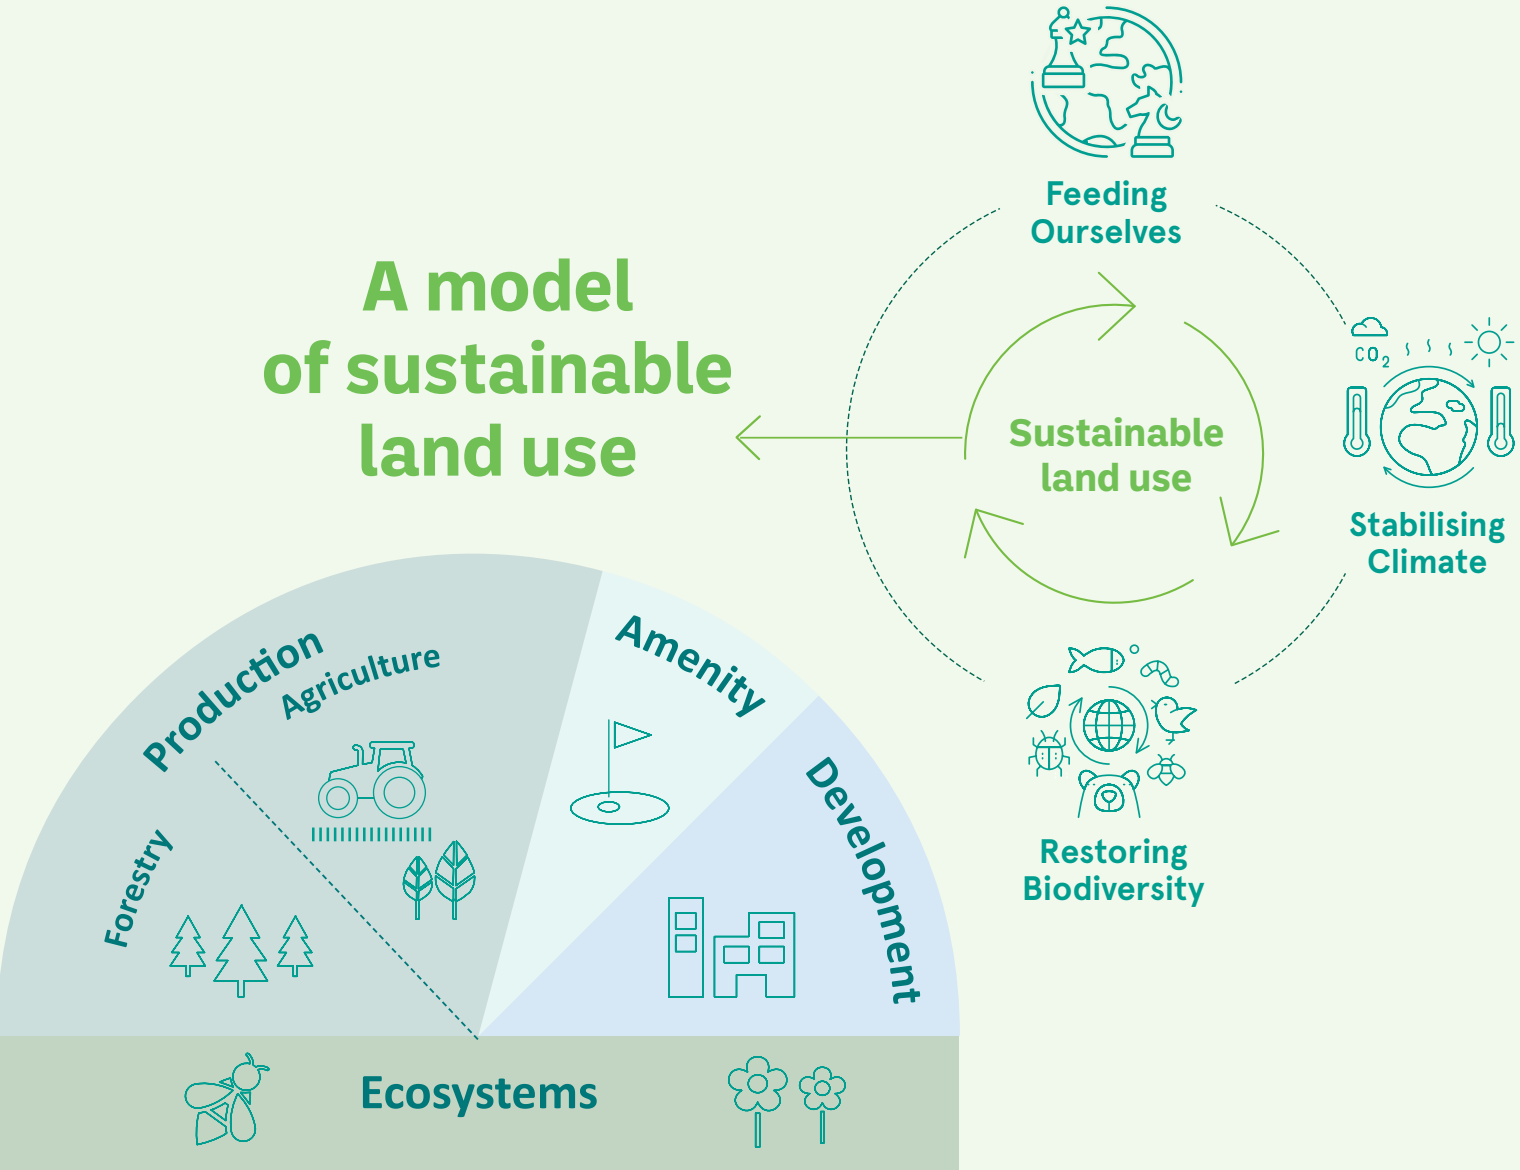 Feeding
Ourselves
A model
of sustainable
land use
CO2
Sustainable
land use
Stabilising
Climate
Production
Agriculture
Forestry
Amenity
Development
Restoring
Biodiversity
Ecosystems